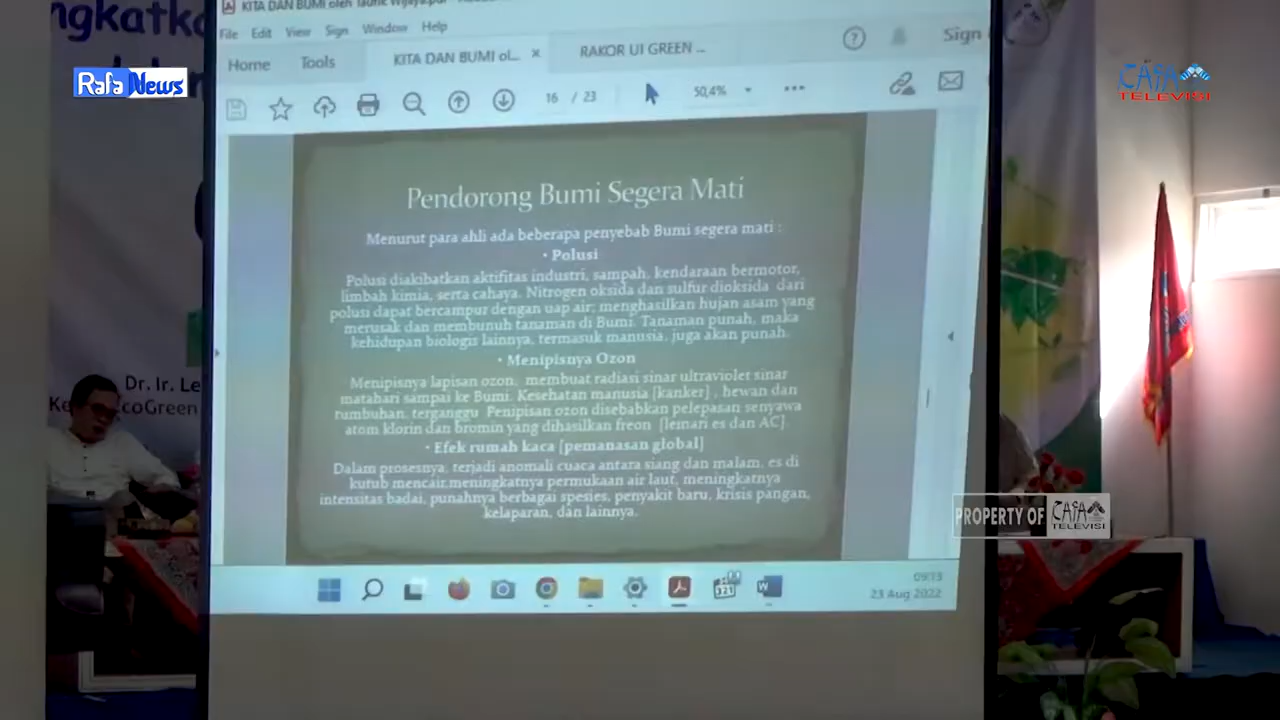 ngkatka
Rafa News
CAFA
TELEVISI
KITA DAN BUMI oleh Taufik Wijaya.pdf
File Edit View Sign Window Help
Home Tools KITA DAN BUMI ol... × RAKOR UI GREEN ... Sign
16 / 23 50,4%
Pendorong Bumi Segera Mati
Menurut para ahli ada beberapa penyebab Bumi segera mati :
• Polusi
Polusi diakibatkan aktifitas industri, sampah, kendaraan bermotor,
limbah kimia, serta cahaya. Nitrogen oksida dan sulfur dioksida dari
polusi dapat bercampur dengan uap air; menghasilkan hujan asam yang
merusak dan membunuh tanaman di Bumi. Tanaman punah, maka
kehidupan biologis lainnya, termasuk manusia, juga akan punah.
• Menipisnya Ozon
Menipisnya lapisan ozon, membuat radiasi sinar ultraviolet sinar
matahari sampai ke Bumi. Kesehatan manusia [kanker] , hewan dan
tumbuhan, terganggu Penipisan ozon disebabkan pelepasan senyawa
atom klorin dan bromin yang dihasilkan freon [lemari es dan AC].
• Efek rumah kaca [pemanasan global]
Dalam prosesnya, terjadi anomali cuaca antara siang dan malam, es di
kutub mencair,meningkatnya permukaan air laut, meningkatnya
intensitas badai, punahnya berbagai spesies, penyakit baru, krisis pangan,
kelaparan, dan lainnya.
Dr. Ir. Le
Ke coGreen
PROPERTY OF CAFA
TELEVISI
321
09:13
23 Aug 2022